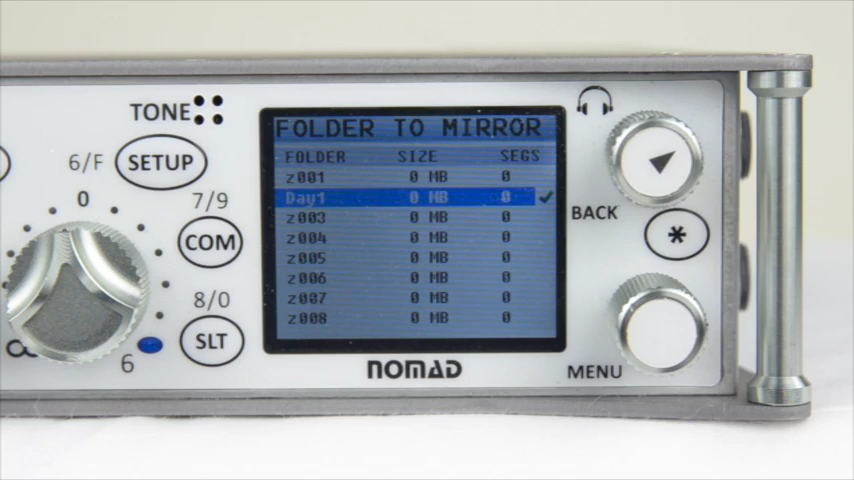 TONE
6/F SETUP
0
7/9
COM
8/0
SLT
∞
6
FOLDER TO MIRROR
FOLDER SIZE SEGS
z001 0 MB 0
Day1 0 MB 0
z003 0 MB 0
z004 0 MB 0
z005 0 MB 0
z006 0 MB 0
z007 0 MB 0
z008 0 MB 0
NOMAD
BACK
*
MENU